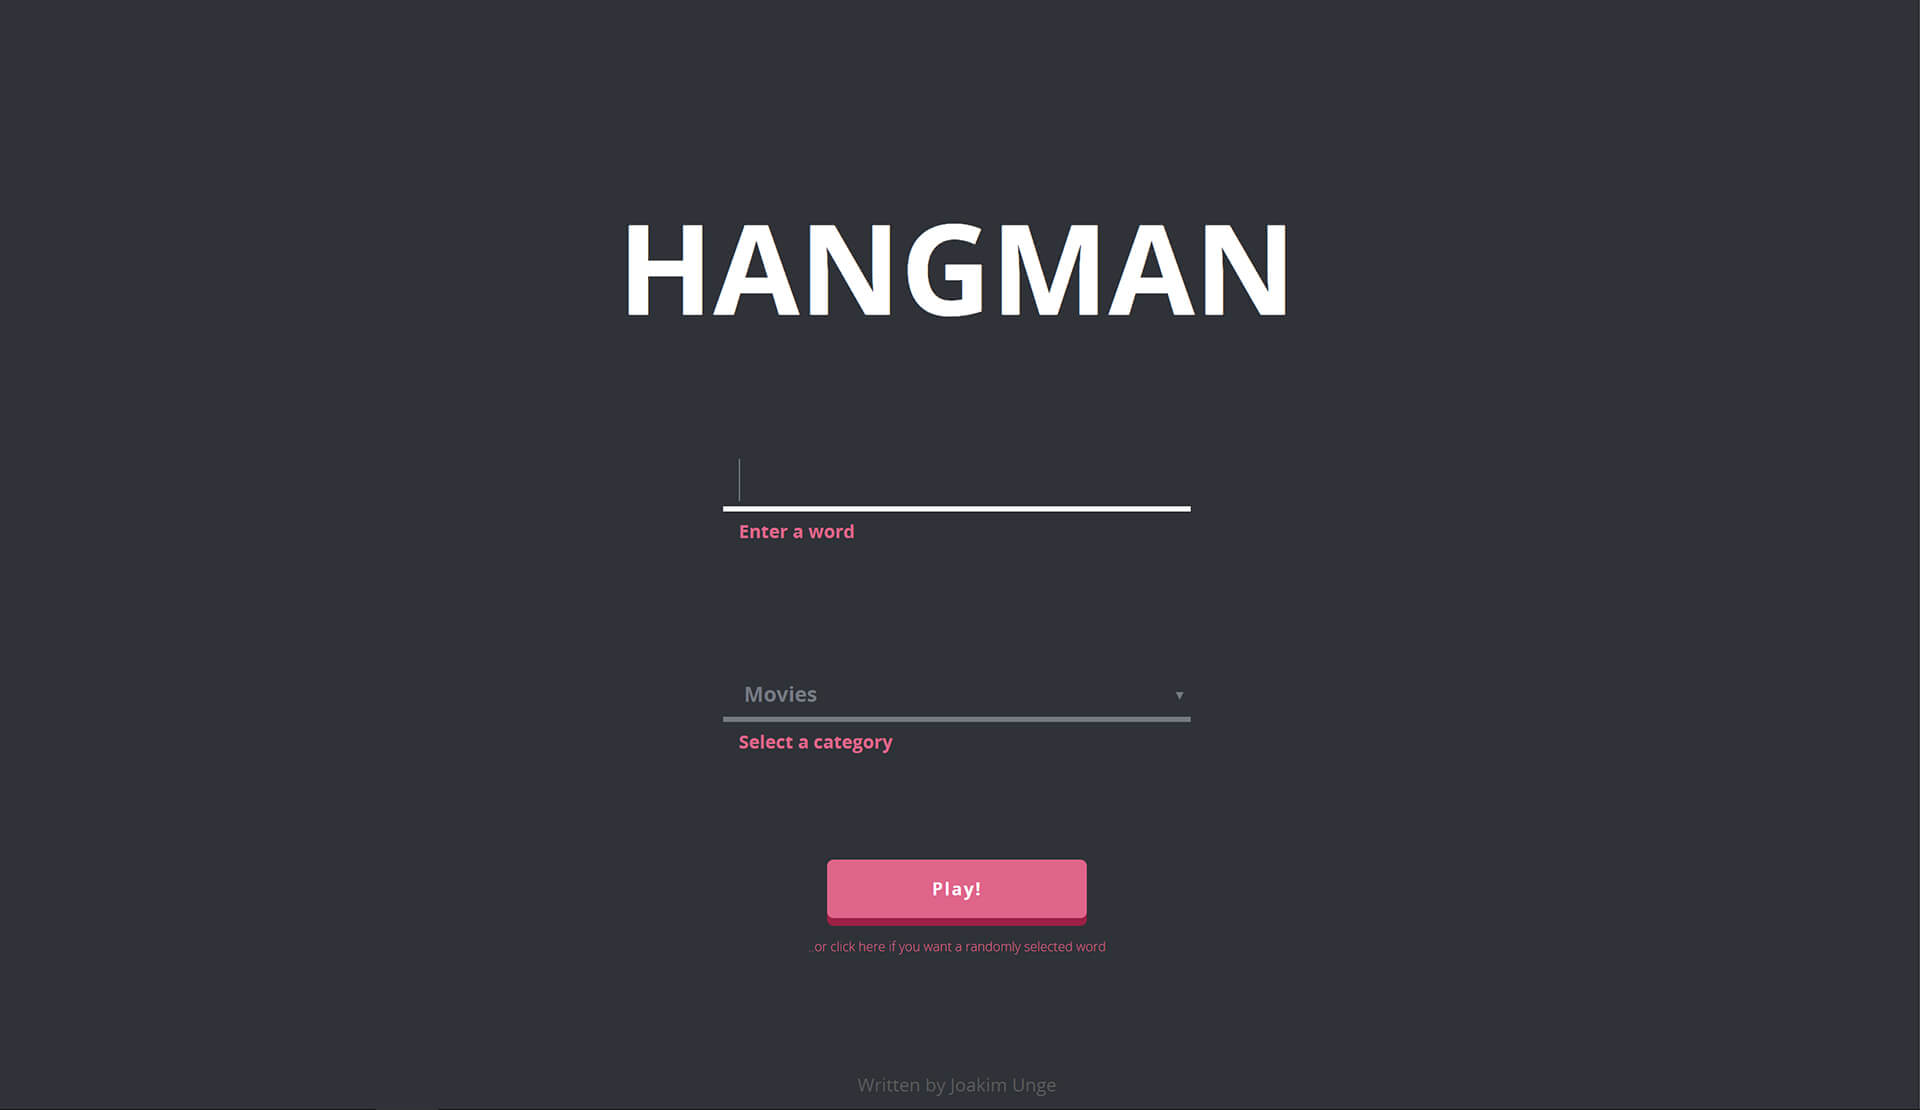 HANGMAN
Enter a word
Movies
Select a category
Play!
..or click here if you want a randomly selected word
Written by Joakim Unge